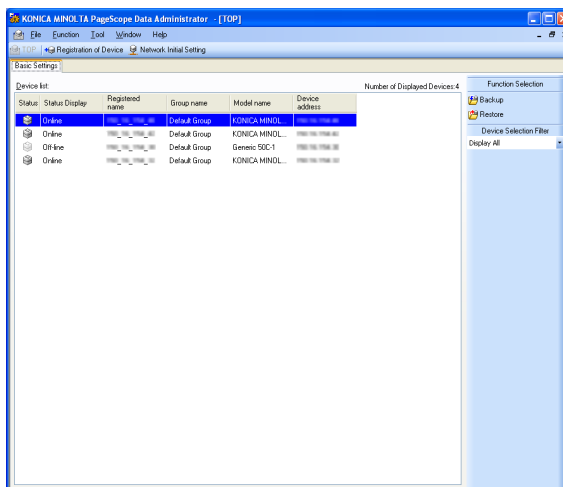 KONICA MINOLTA PageScope Data Administrator - [TOP]
File Function Tool Window Help
TOP Registration of Device Network Initial Setting
Basic Settings
Device list: Number of Displayed Devices:4
Function Selection
Status Status Display Registered name Group name Model name Device address
Backup
Restore
Device Selection Filter
Display All
Online Default Group KONICA MINOL...
Online Default Group KONICA MINOL...
Off-line Default Group Generic 50C-1
Online Default Group KONICA MINOL...